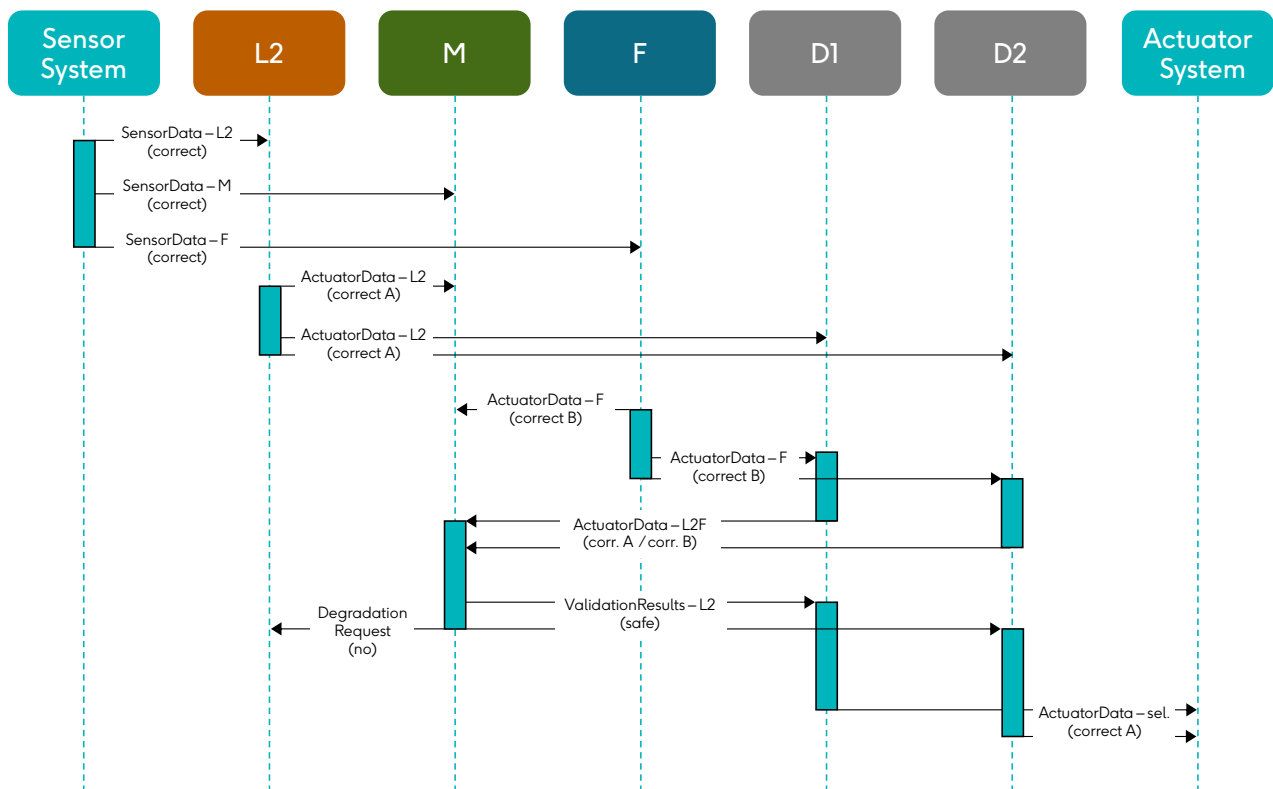 Sensor
System
L2
M
F
D1
D2
Actuator
System
SensorData – L2
(correct)
SensorData – M
(correct)
SensorData – F
(correct)
ActuatorData – L2
(correct A)
ActuatorData – L2
(correct A)
ActuatorData – F
(correct B)
ActuatorData – F
(correct B)
ActuatorData – L2F
(corr. A / corr. B)
ValidationResults – L2
(safe)
Degradation
Request
(no)
ActuatorData – sel.
(correct A)